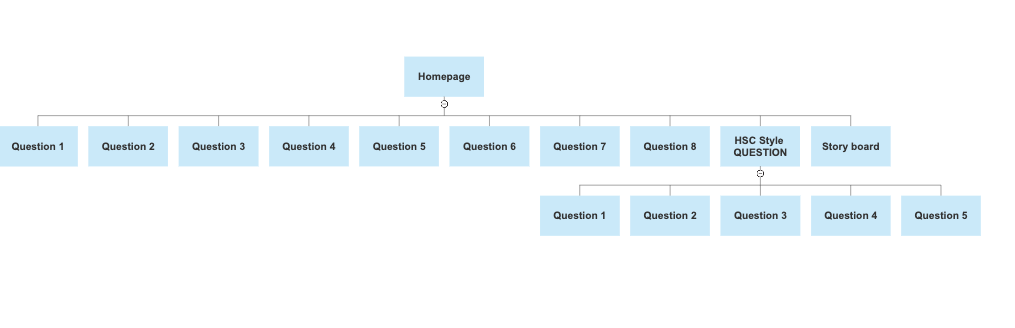 Homepage
Question 1
Question 2
Question 3
Question 4
Question 5
Question 6
Question 7
Question 8
HSC Style
QUESTION
Story board
Question 1
Question 2
Question 3
Question 4
Question 5